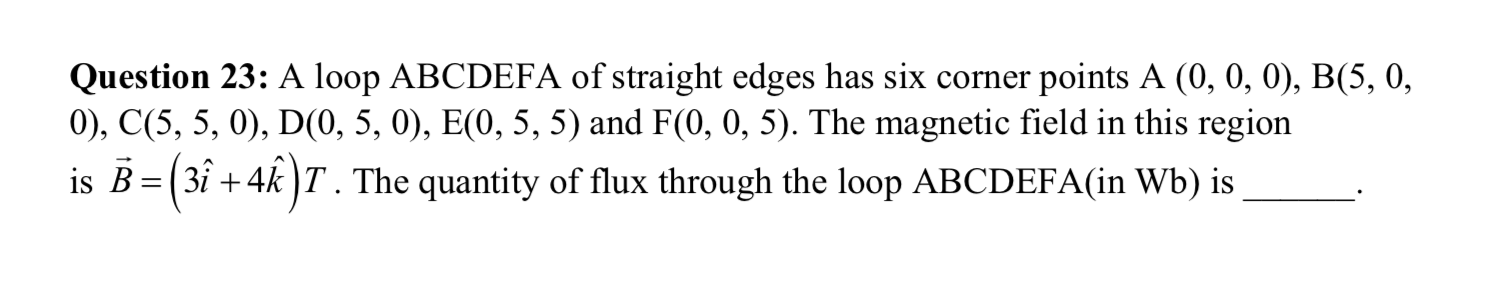 Question 23: A loop ABCDEFA of straight edges has six corner points A (0, 0, 0), B(5, 0,
0), C(5, 5, 0), D(0, 5, 0), E(0, 5, 5) and F(0, 0, 5). The magnetic field in this region
is $\vec{B} = \left(3\hat{i} + 4\hat{k}\right)T$ . The quantity of flux through the loop ABCDEFA(in Wb) is ______.